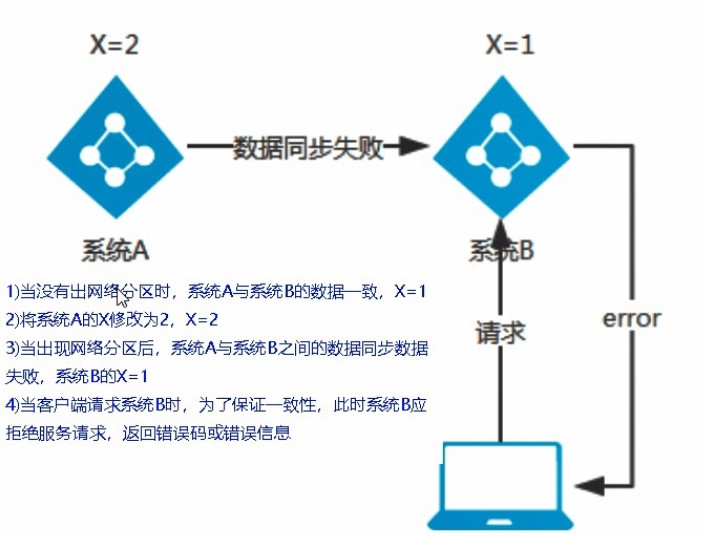 X=2
X=1
数据同步失败
系统A
系统B
1)当没有出网络分区时，系统A与系统B的数据一致，X=1
2)将系统A的X修改为2，X=2
3)当出现网络分区后，系统A与系统B之间的数据同步数据
失败，系统B的X=1
4)当客户端请求系统B时，为了保证一致性，此时系统B应
拒绝服务请求，返回错误码或错误信息
请求
error